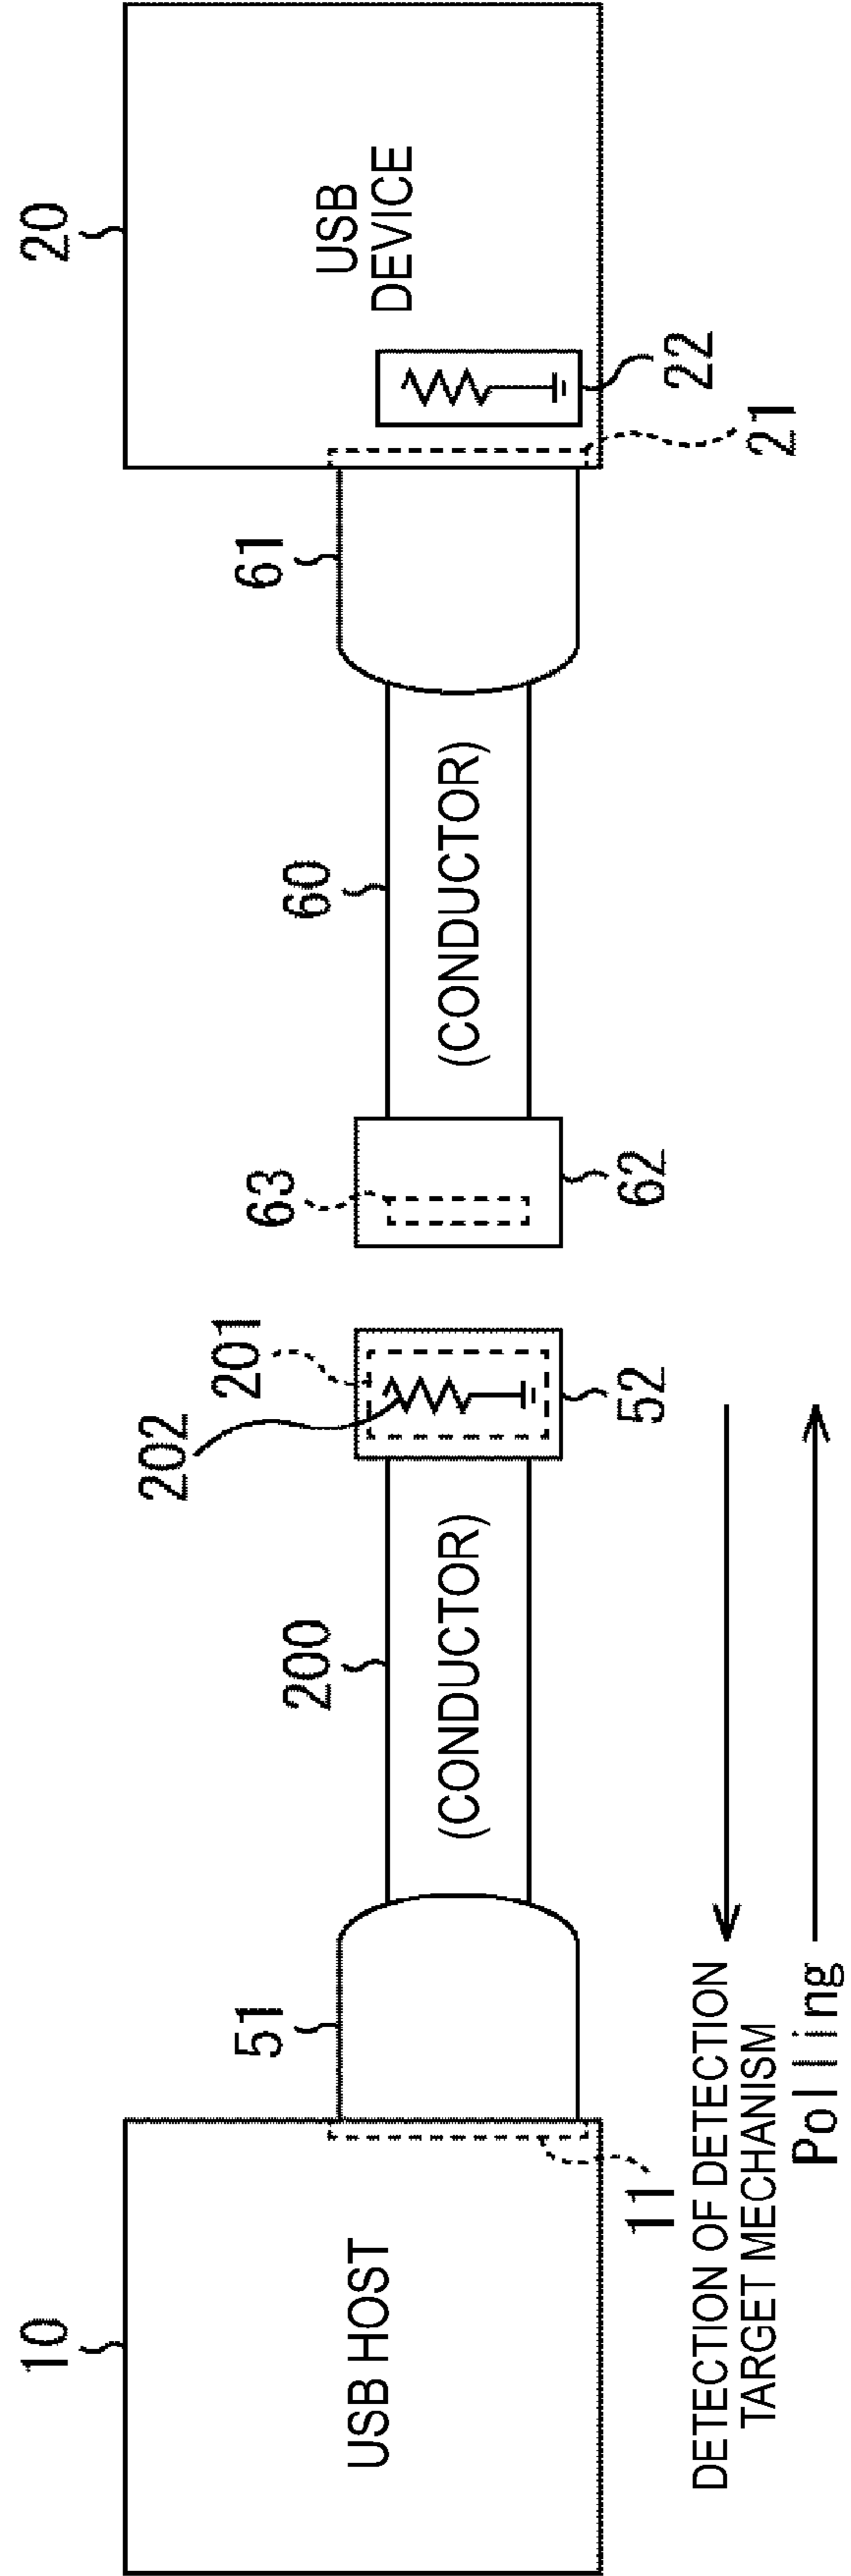 10
USB HOST
11
51
200
(CONDUCTOR)
202
201
52
63
62
60
(CONDUCTOR)
61
20
USB
DEVICE
22
21
DETECTION OF DETECTION
TARGET MECHANISM
Polling